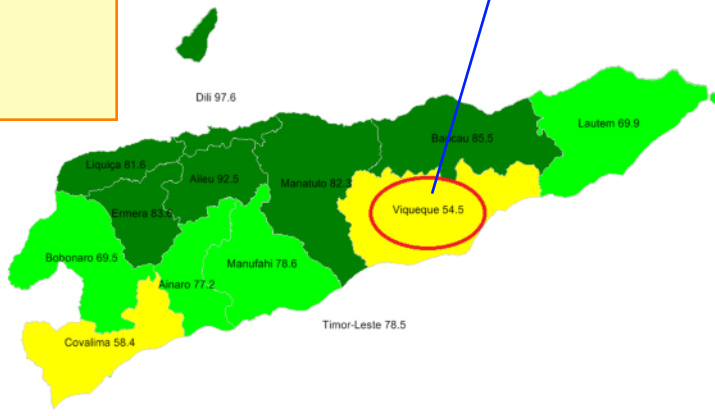 Dili 97.6
Lautem 69.9
Baucau 85.5
Liquiça 81.6
Aileu 92.5
Manatuto 82.3
Viqueque 54.5
Ermera 83.6
Bobonaro 69.5
Manufahi 78.6
Ainaro 77.2
Timor-Leste 78.5
Covalima 58.4